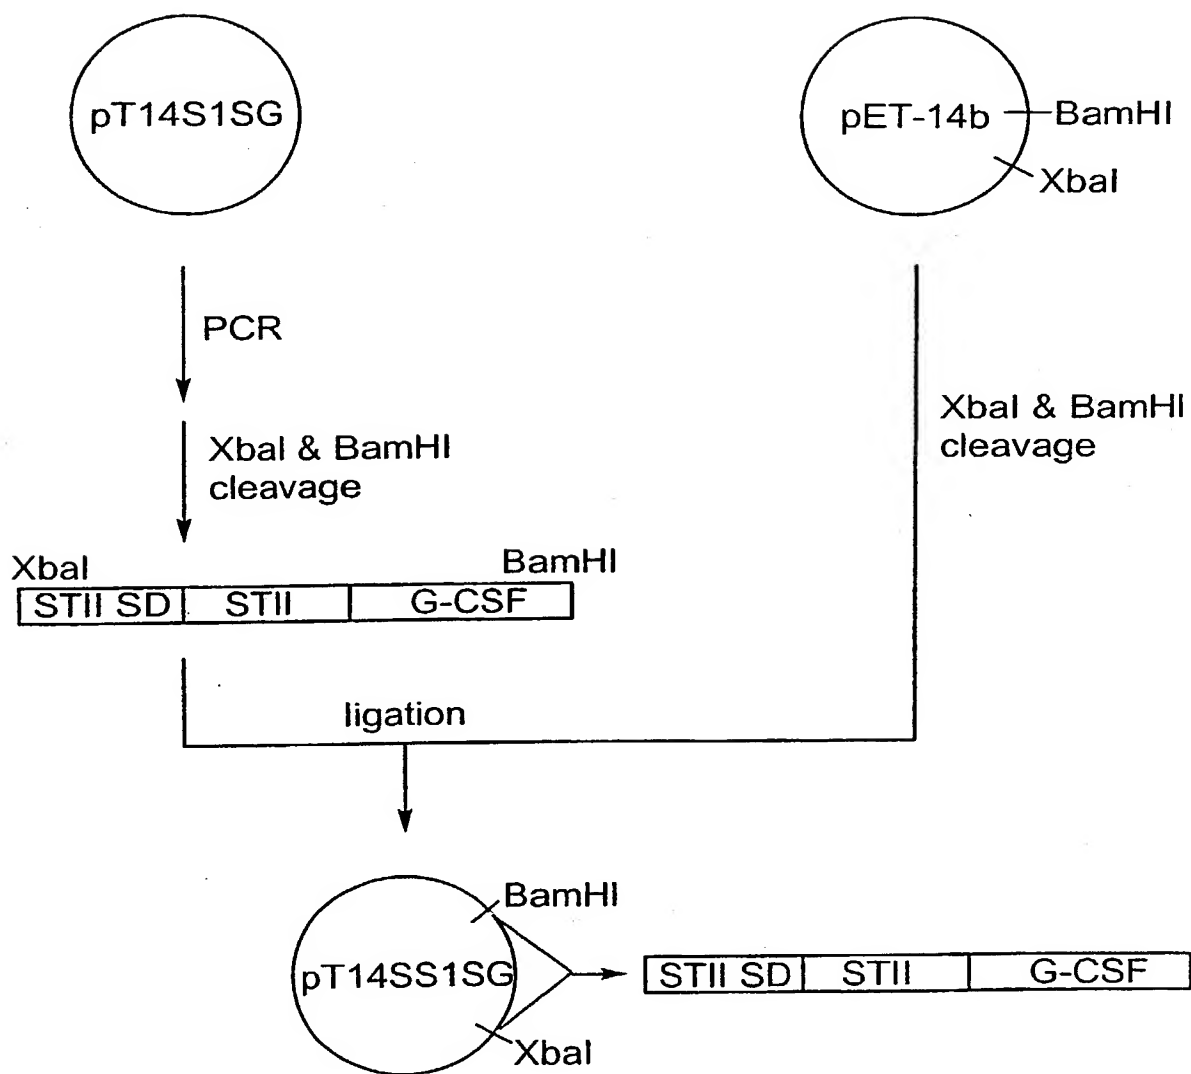 pT14S1SG
pET-14b
BamHI
XbaI
PCR
XbaI & BamHI
cleavage
XbaI & BamHI
cleavage
XbaI
BamHI
STII SD
STII
G-CSF
ligation
pT14SS1SG
BamHI
XbaI
STII SD
STII
G-CSF